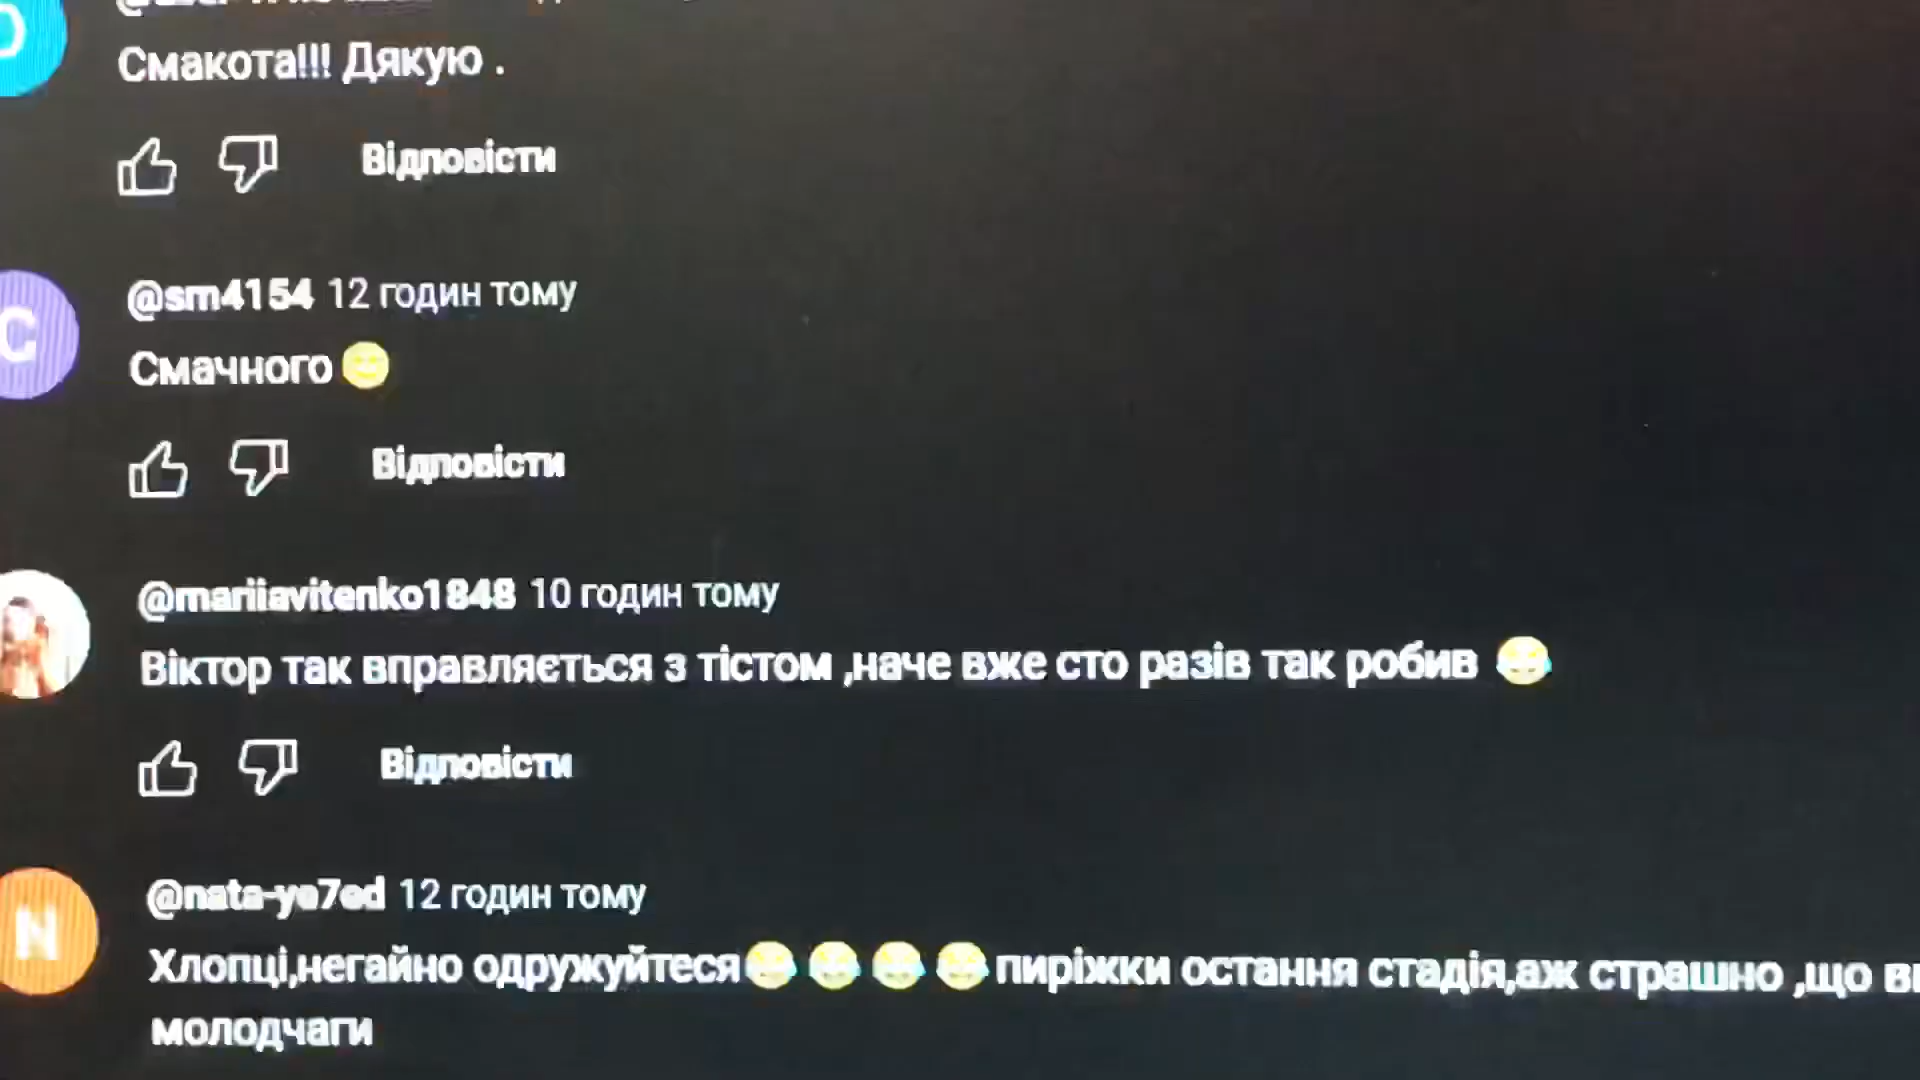 Смакота!!! Дякую .
Відповісти
@sm4154 12 годин тому
Смачного
Відповісти
@mariiavitenko1848 10 годин тому
Віктор так вправляється з тістом ,наче вже сто разів так робив
Відповісти
@nata-ye7ed 12 годин тому
Хлопці,негайно одружуйтеся пиріжки остання стадія,аж страшно ,що
молодчаги